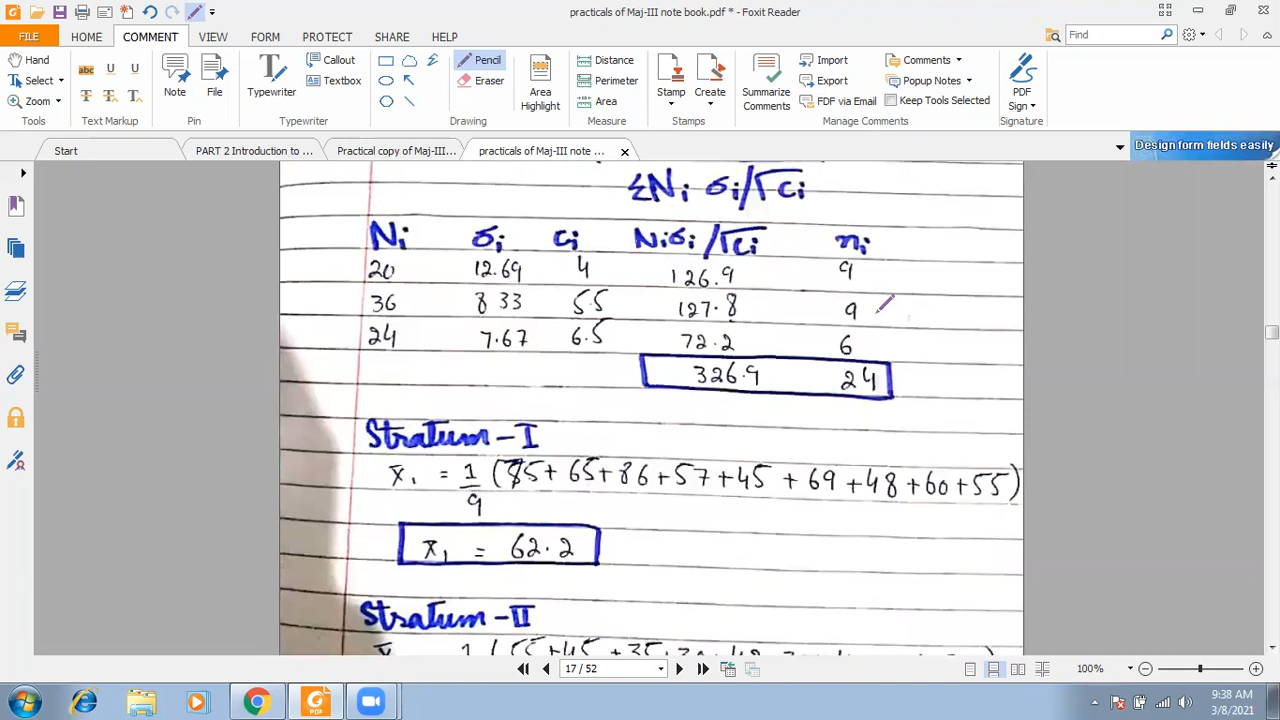 practicals of Maj-III note book.pdf * - Foxit Reader
FILE HOME COMMENT VIEW FORM PROTECT SHARE HELP Find
Hand Select Zoom Tools
abc U U T T T Text Markup
Note File
Typewriter Callout Textbox Typewriter
Pencil Eraser Drawing
Area Highlight
Distance Perimeter Area Measure
Stamp Create Stamps
Summarize Comments Import Export FDF via Email Comments Popup Notes Keep Tools Selected Manage Comments
PDF Sign Signature
Start PART 2 Introduction to ... Practical copy of Maj-III... practicals of Maj-III note ... Design form fields easily
ΣNi σi/√ci
Ni σi ci Niσi/√ci ni
20 12.69 4 126.9 9
36 8 33 5.5 127.8 9
24 7.67 6.5 72.2 6
326.9 24
Stratum-I
x̄₁ = 1/9 (75+ 65+ 86+57+45 + 69+48+60+55)
x̄₁ = 62.2
Stratum-II
17 / 52 100%
9:38 AM
3/8/2021